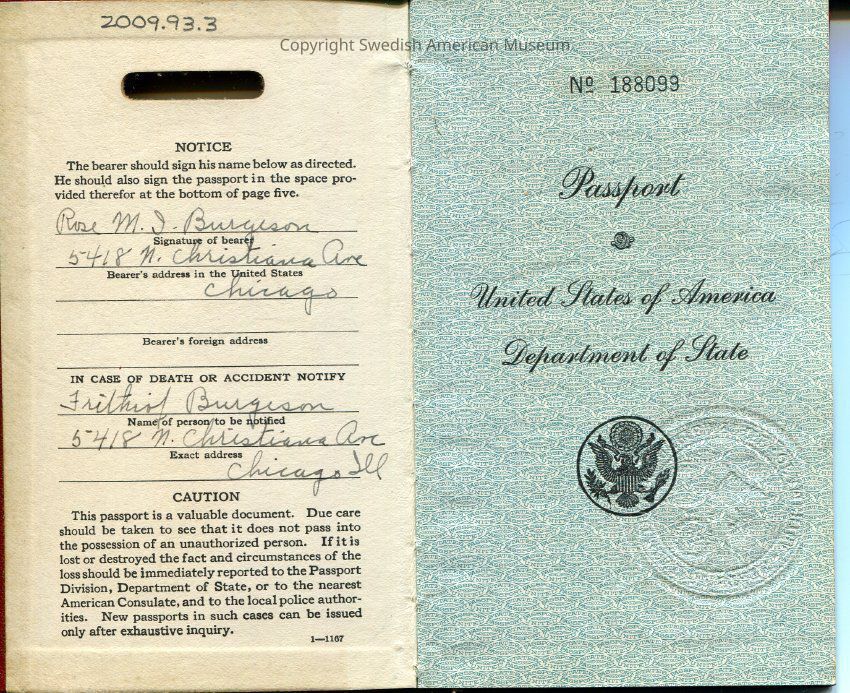 2009.93.3
Copyright Swedish American Museum
NOTICE
The bearer should sign his name below as directed.
He should also sign the passport in the space pro-
vided therefor at the bottom of page five.
Rose M. I. Burgeson
Signature of bearer
5418 N. Christiana Ave
Bearer's address in the United States
Chicago
Bearer's foreign address
IN CASE OF DEATH OR ACCIDENT NOTIFY
Frithiof Burgeson
Name of person to be notified
5418 N. Christiana Ave
Exact address
Chicago Ill
CAUTION
This passport is a valuable document. Due care
should be taken to see that it does not pass into
the possession of an unauthorized person. If it is
lost or destroyed the fact and circumstances of the
loss should be immediately reported to the Passport
Division, Department of State, or to the nearest
American Consulate, and to the local police author-
ities. New passports in such cases can be issued
only after exhaustive inquiry.
1—1167
Nº 188099
Passport
United States of America
Department of State